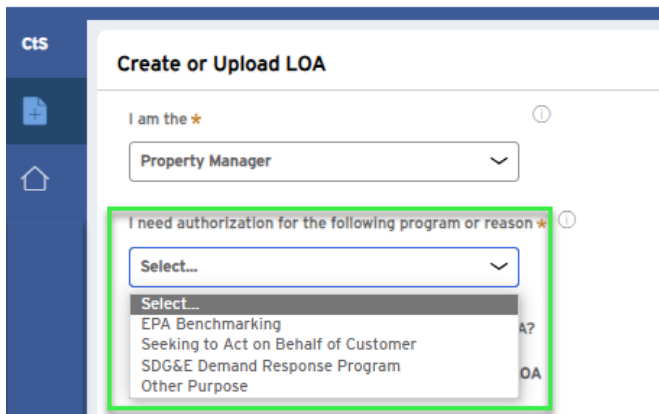 CtS
Create or Upload LOA
I am the *
Property Manager
I need authorization for the following program or reason *
Select...
Select...
EPA Benchmarking
A?
Seeking to Act on Behalf of Customer
SDG&E Demand Response Program
OA
Other Purpose